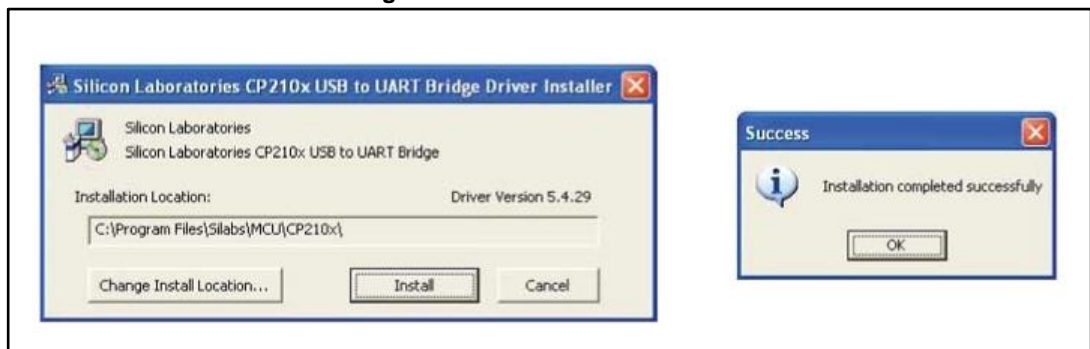 Silicon Laboratories CP210x USB to UART Bridge Driver Installer
Silicon Laboratories
Silicon Laboratories CP210x USB to UART Bridge
Installation Location:
Driver Version 5.4.29
C:\Program Files\Silabs\MCU\CP210x\
Change Install Location...
Install
Cancel
Success
Installation completed successfully
OK